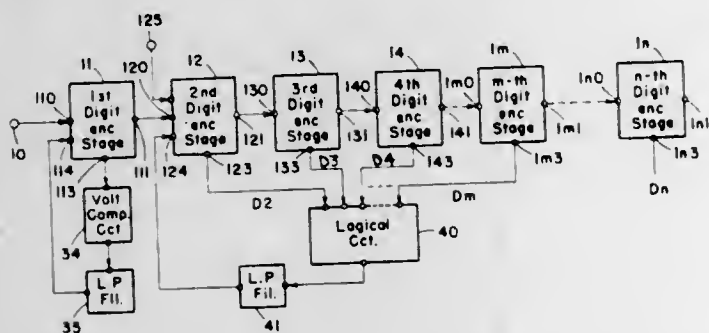 125
11
12
13
14
1m
1n
120
110
1st Digit enc Stage
2nd Digit enc Stage
130
3rd Digit enc Stage
140
4th Digit enc Stage
1m0
m-th Digit enc Stage
1n0
n-th Digit enc Stage
10
114
113
111
124
121
123
131
133
141
143
1m1
1m3
1n1
1n3
D3
D4
D2
Dm
Dn
Volt Comp. Cct
34
L P Fil.
35
Logical Cct.
40
L.P Fil.
41